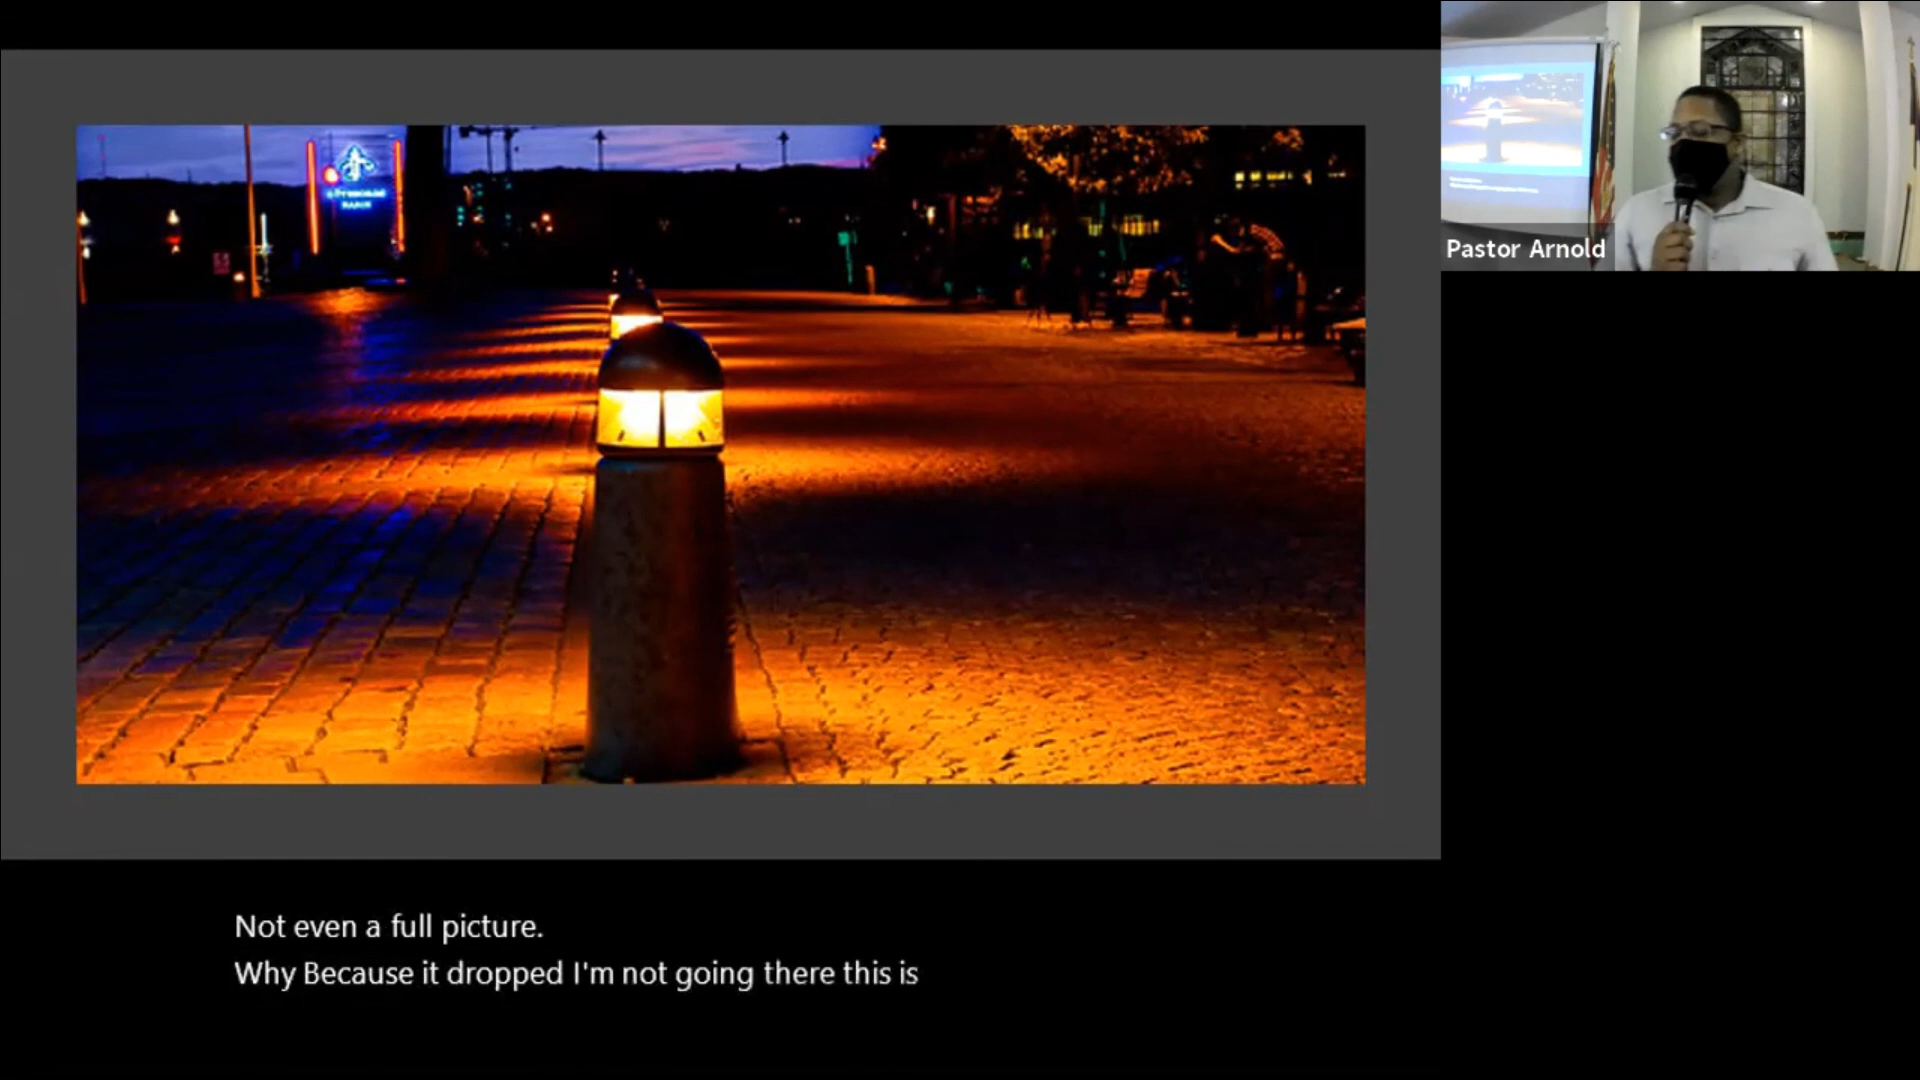 Pastor Arnold
Not even a full picture.
Why Because it dropped I'm not going there this is